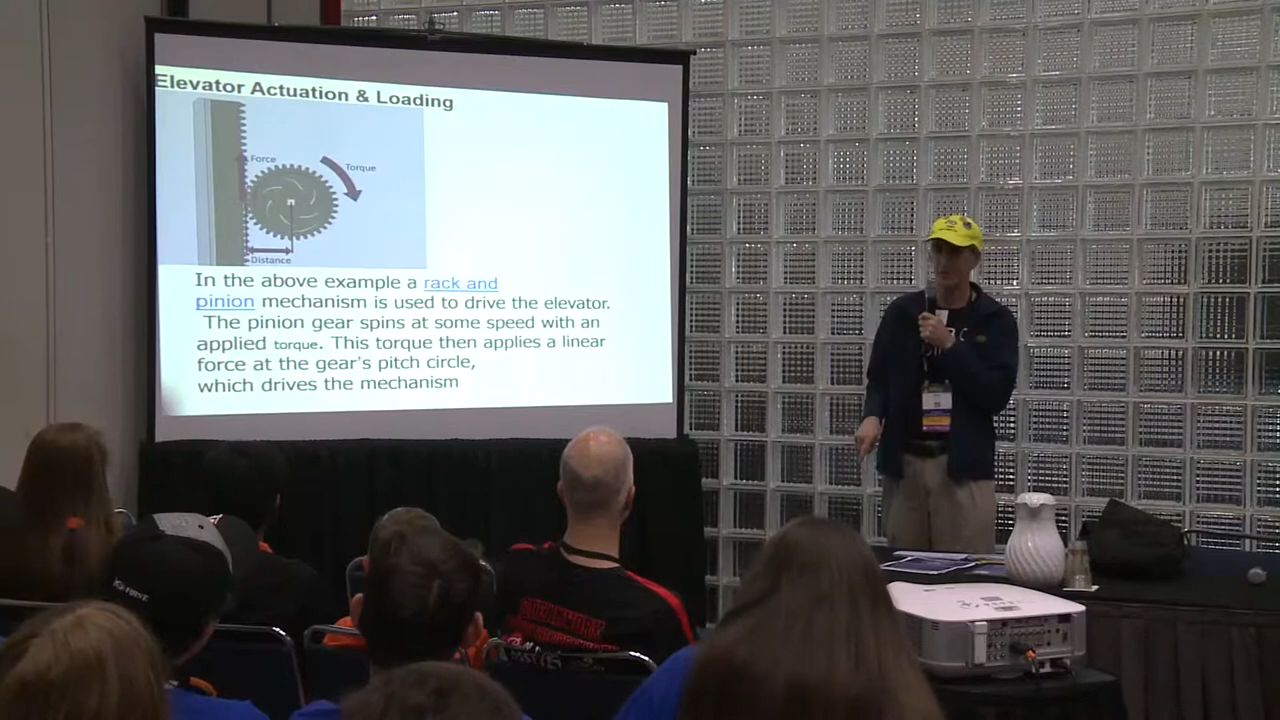 Elevator Actuation & Loading
Force
Torque
Distance
In the above example a rack and
pinion mechanism is used to drive the elevator.
The pinion gear spins at some speed with an
applied torque. This torque then applies a linear
force at the gear's pitch circle,
which drives the mechanism